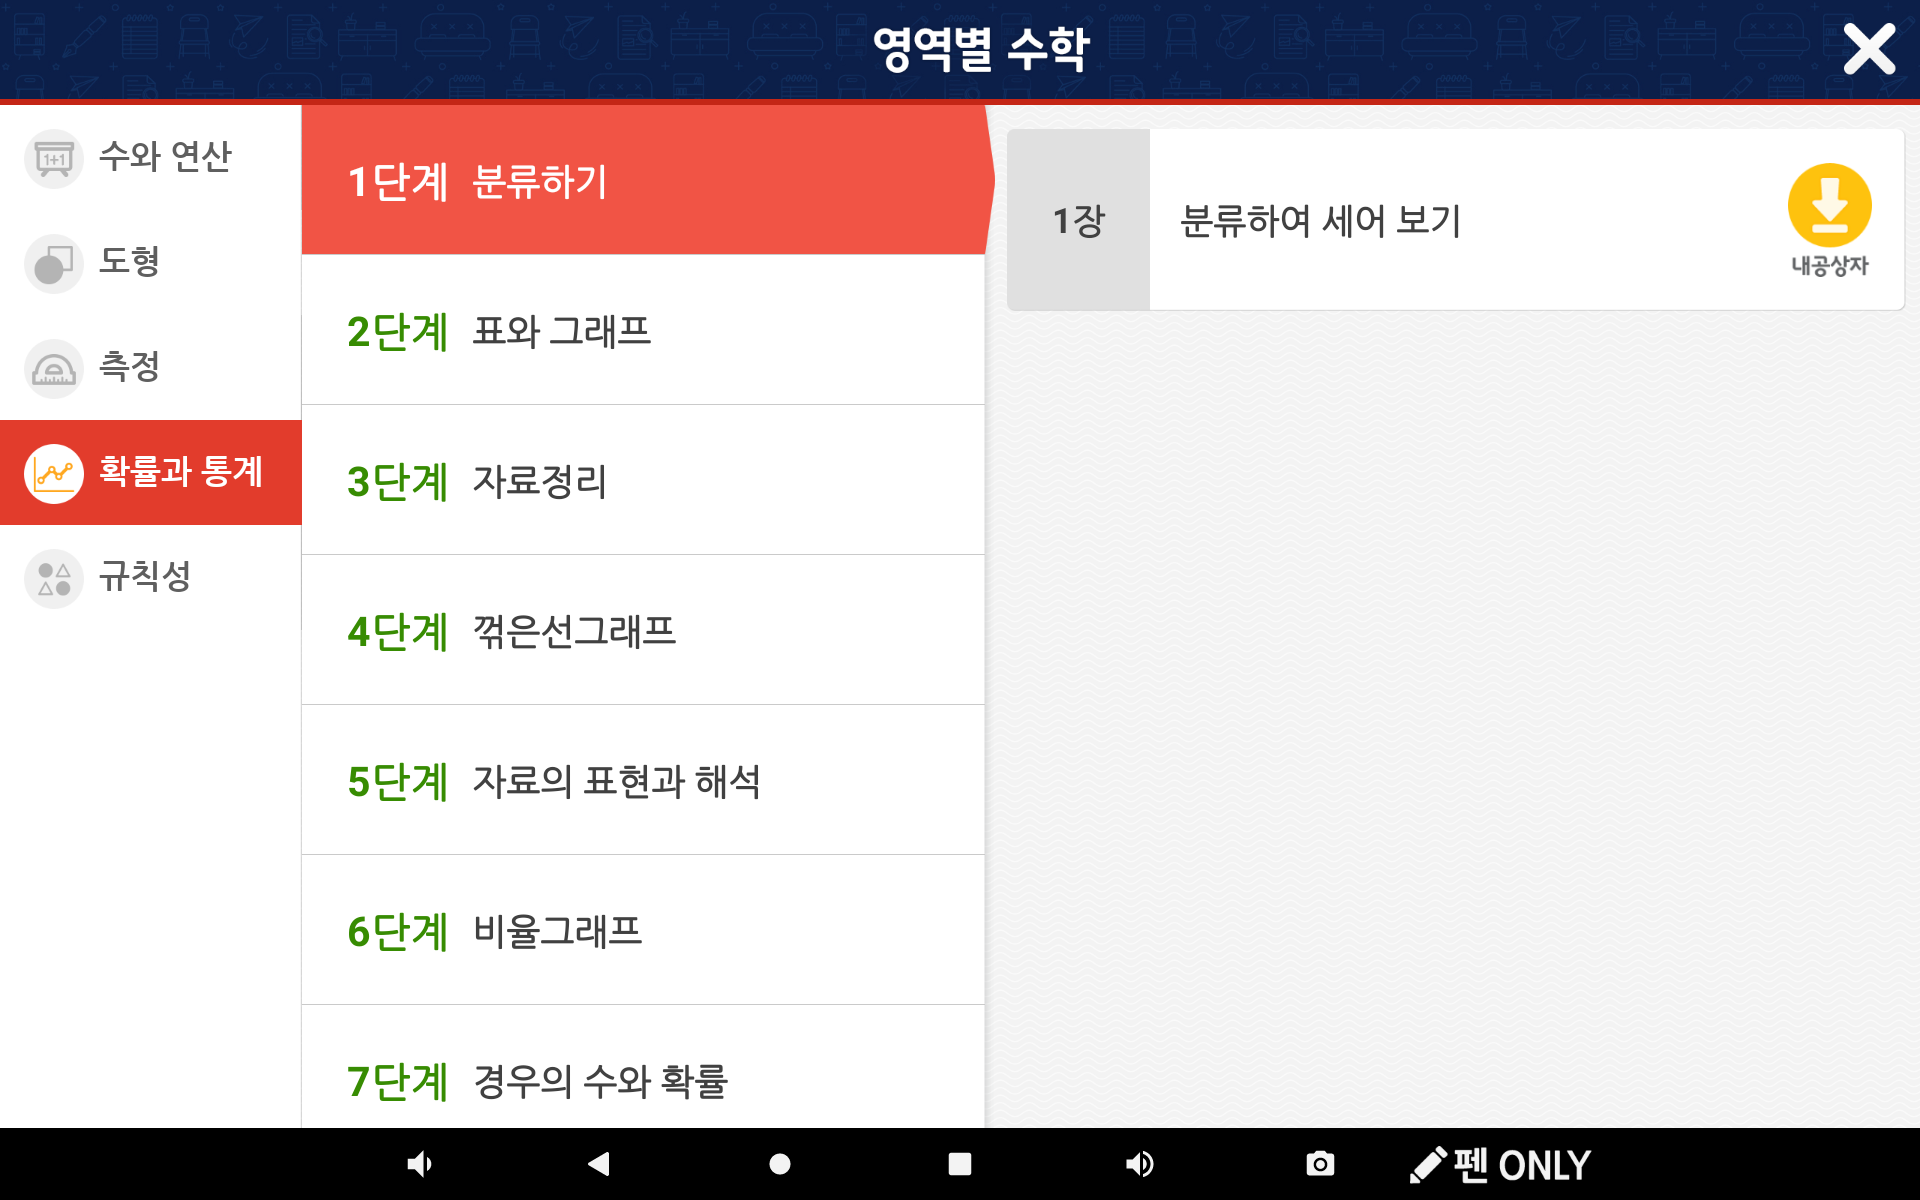 영역별 수학
수와 연산
도형
측정
확률과 통계
규칙성
1단계 분류하기
2단계 표와 그래프
3단계 자료정리
4단계 꺾은선그래프
5단계 자료의 표현과 해석
6단계 비율그래프
7단계 경우의 수와 확률
1장 분류하여 세어 보기
내공상자
1+1
펜 ONLY